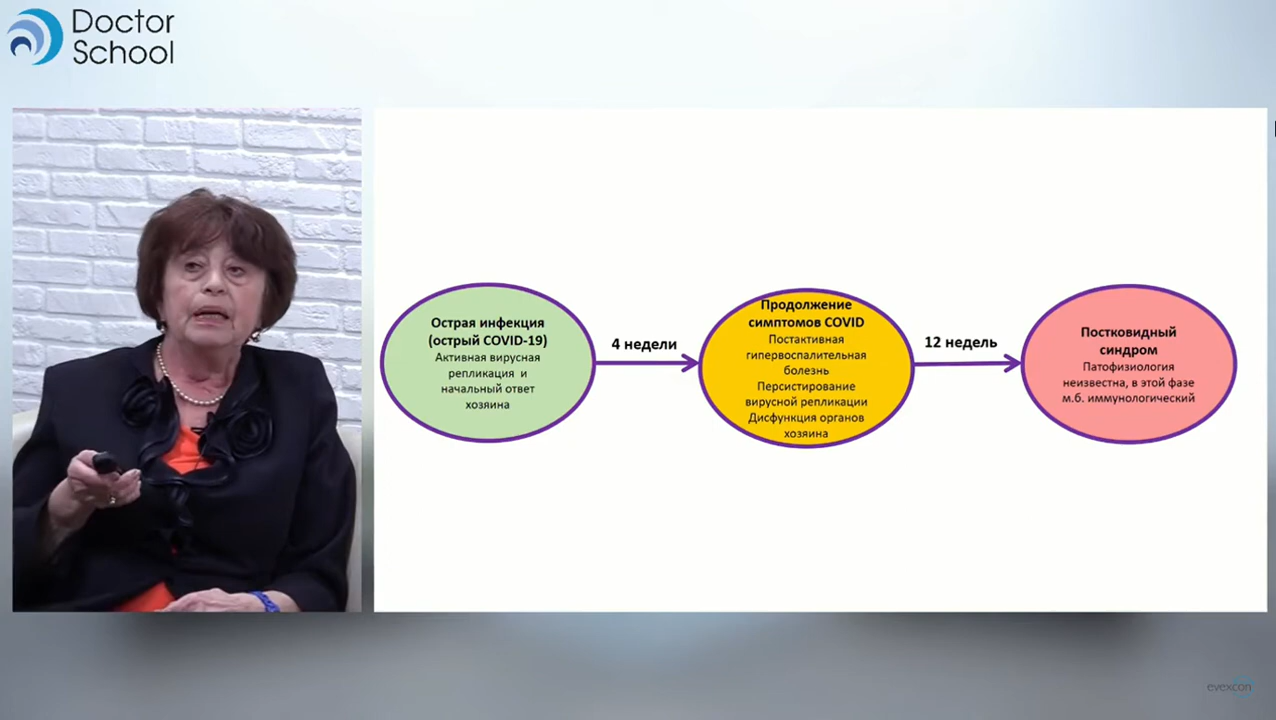 Doctor
School
Острая инфекция
(острый COVID-19)
Активная вирусная
репликация и
начальный ответ
хозяина
4 недели
Продолжение
симптомов COVID
Постактивная
гипервоспалительная
болезнь
Персистирование
вирусной репликации
Дисфункция органов
хозяина
12 недель
Постковидный
синдром
Патофизиология
неизвестна, в этой фазе
м.б. иммунологический
evexcon